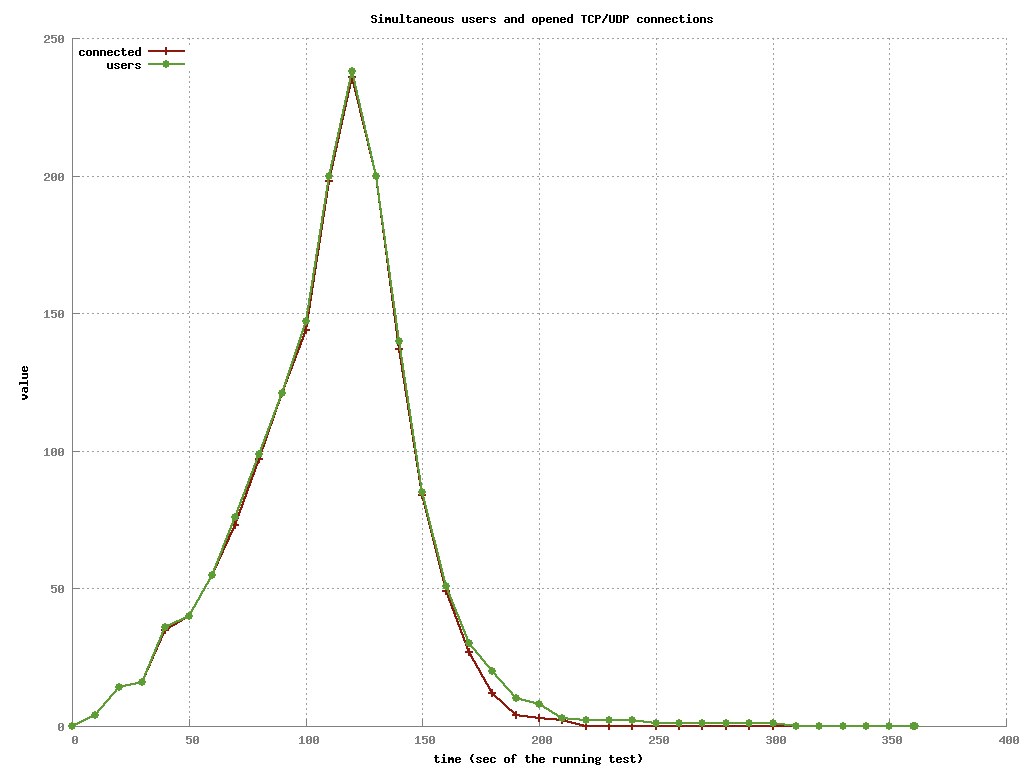 Simultaneous users and opened TCP/UDP connections
250
connected
users
200
150
value
100
50
0
0 50 100 150 200 250 300 350 400
time (sec of the running test)